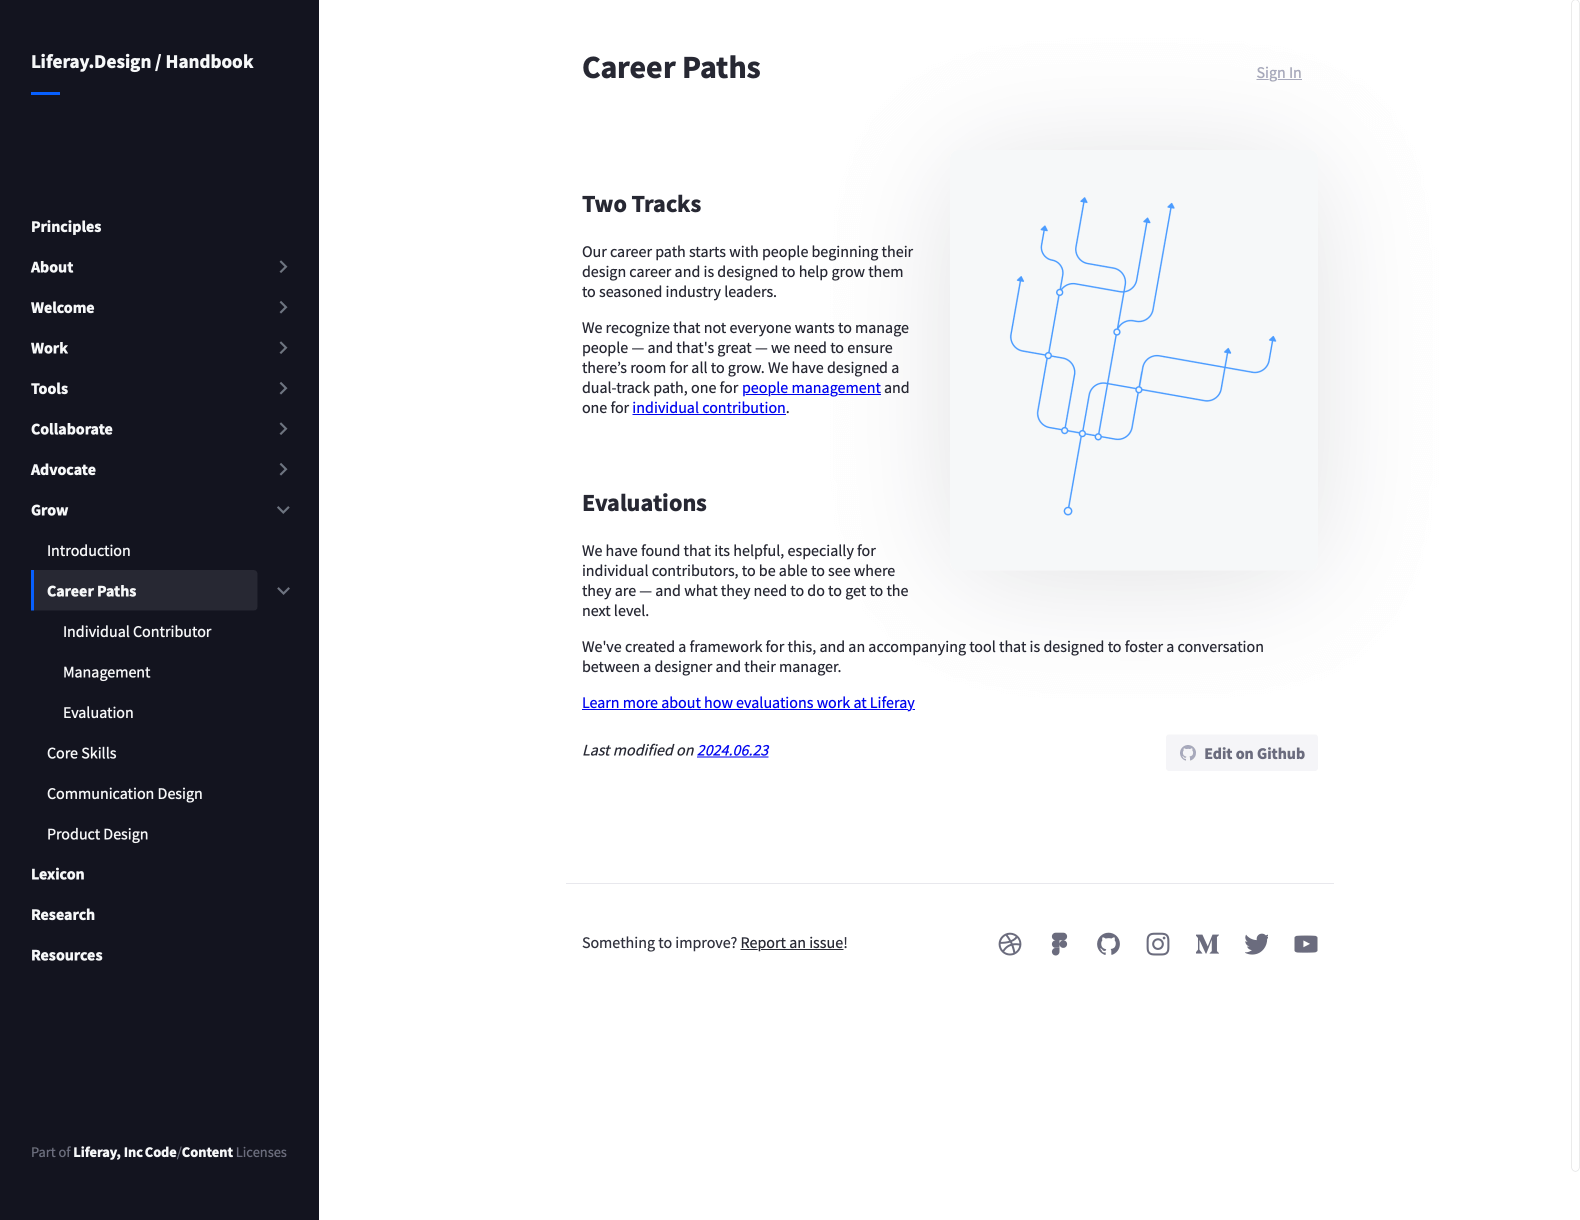 Liferay.Design / Handbook
Principles
About
Welcome
Work
Tools
Collaborate
Advocate
Grow
Introduction
Career Paths
Individual Contributor
Management
Evaluation
Core Skills
Communication Design
Product Design
Lexicon
Research
Resources
Part of Liferay, Inc Code/Content Licenses
Career Paths
Sign In
Two Tracks
Our career path starts with people beginning their
design career and is designed to help grow them
to seasoned industry leaders.
We recognize that not everyone wants to manage
people — and that's great — we need to ensure
there’s room for all to grow. We have designed a
dual-track path, one for people management and
one for individual contribution.
Evaluations
We have found that its helpful, especially for
individual contributors, to be able to see where
they are — and what they need to do to get to the
next level.
We've created a framework for this, and an accompanying tool that is designed to foster a conversation
between a designer and their manager.
Learn more about how evaluations work at Liferay
Last modified on 2024.06.23
Edit on Github
Something to improve? Report an issue!